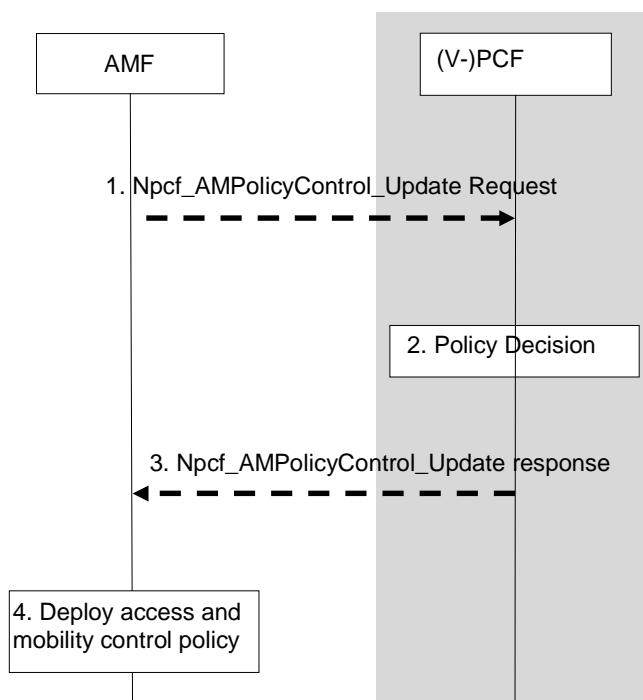 AMF
(V-)PCF
1. Npcf_AMPolicyControl_Update Request
2. Policy Decision
3. Npcf_AMPolicyControl_Update response
4. Deploy access and
mobility control policy